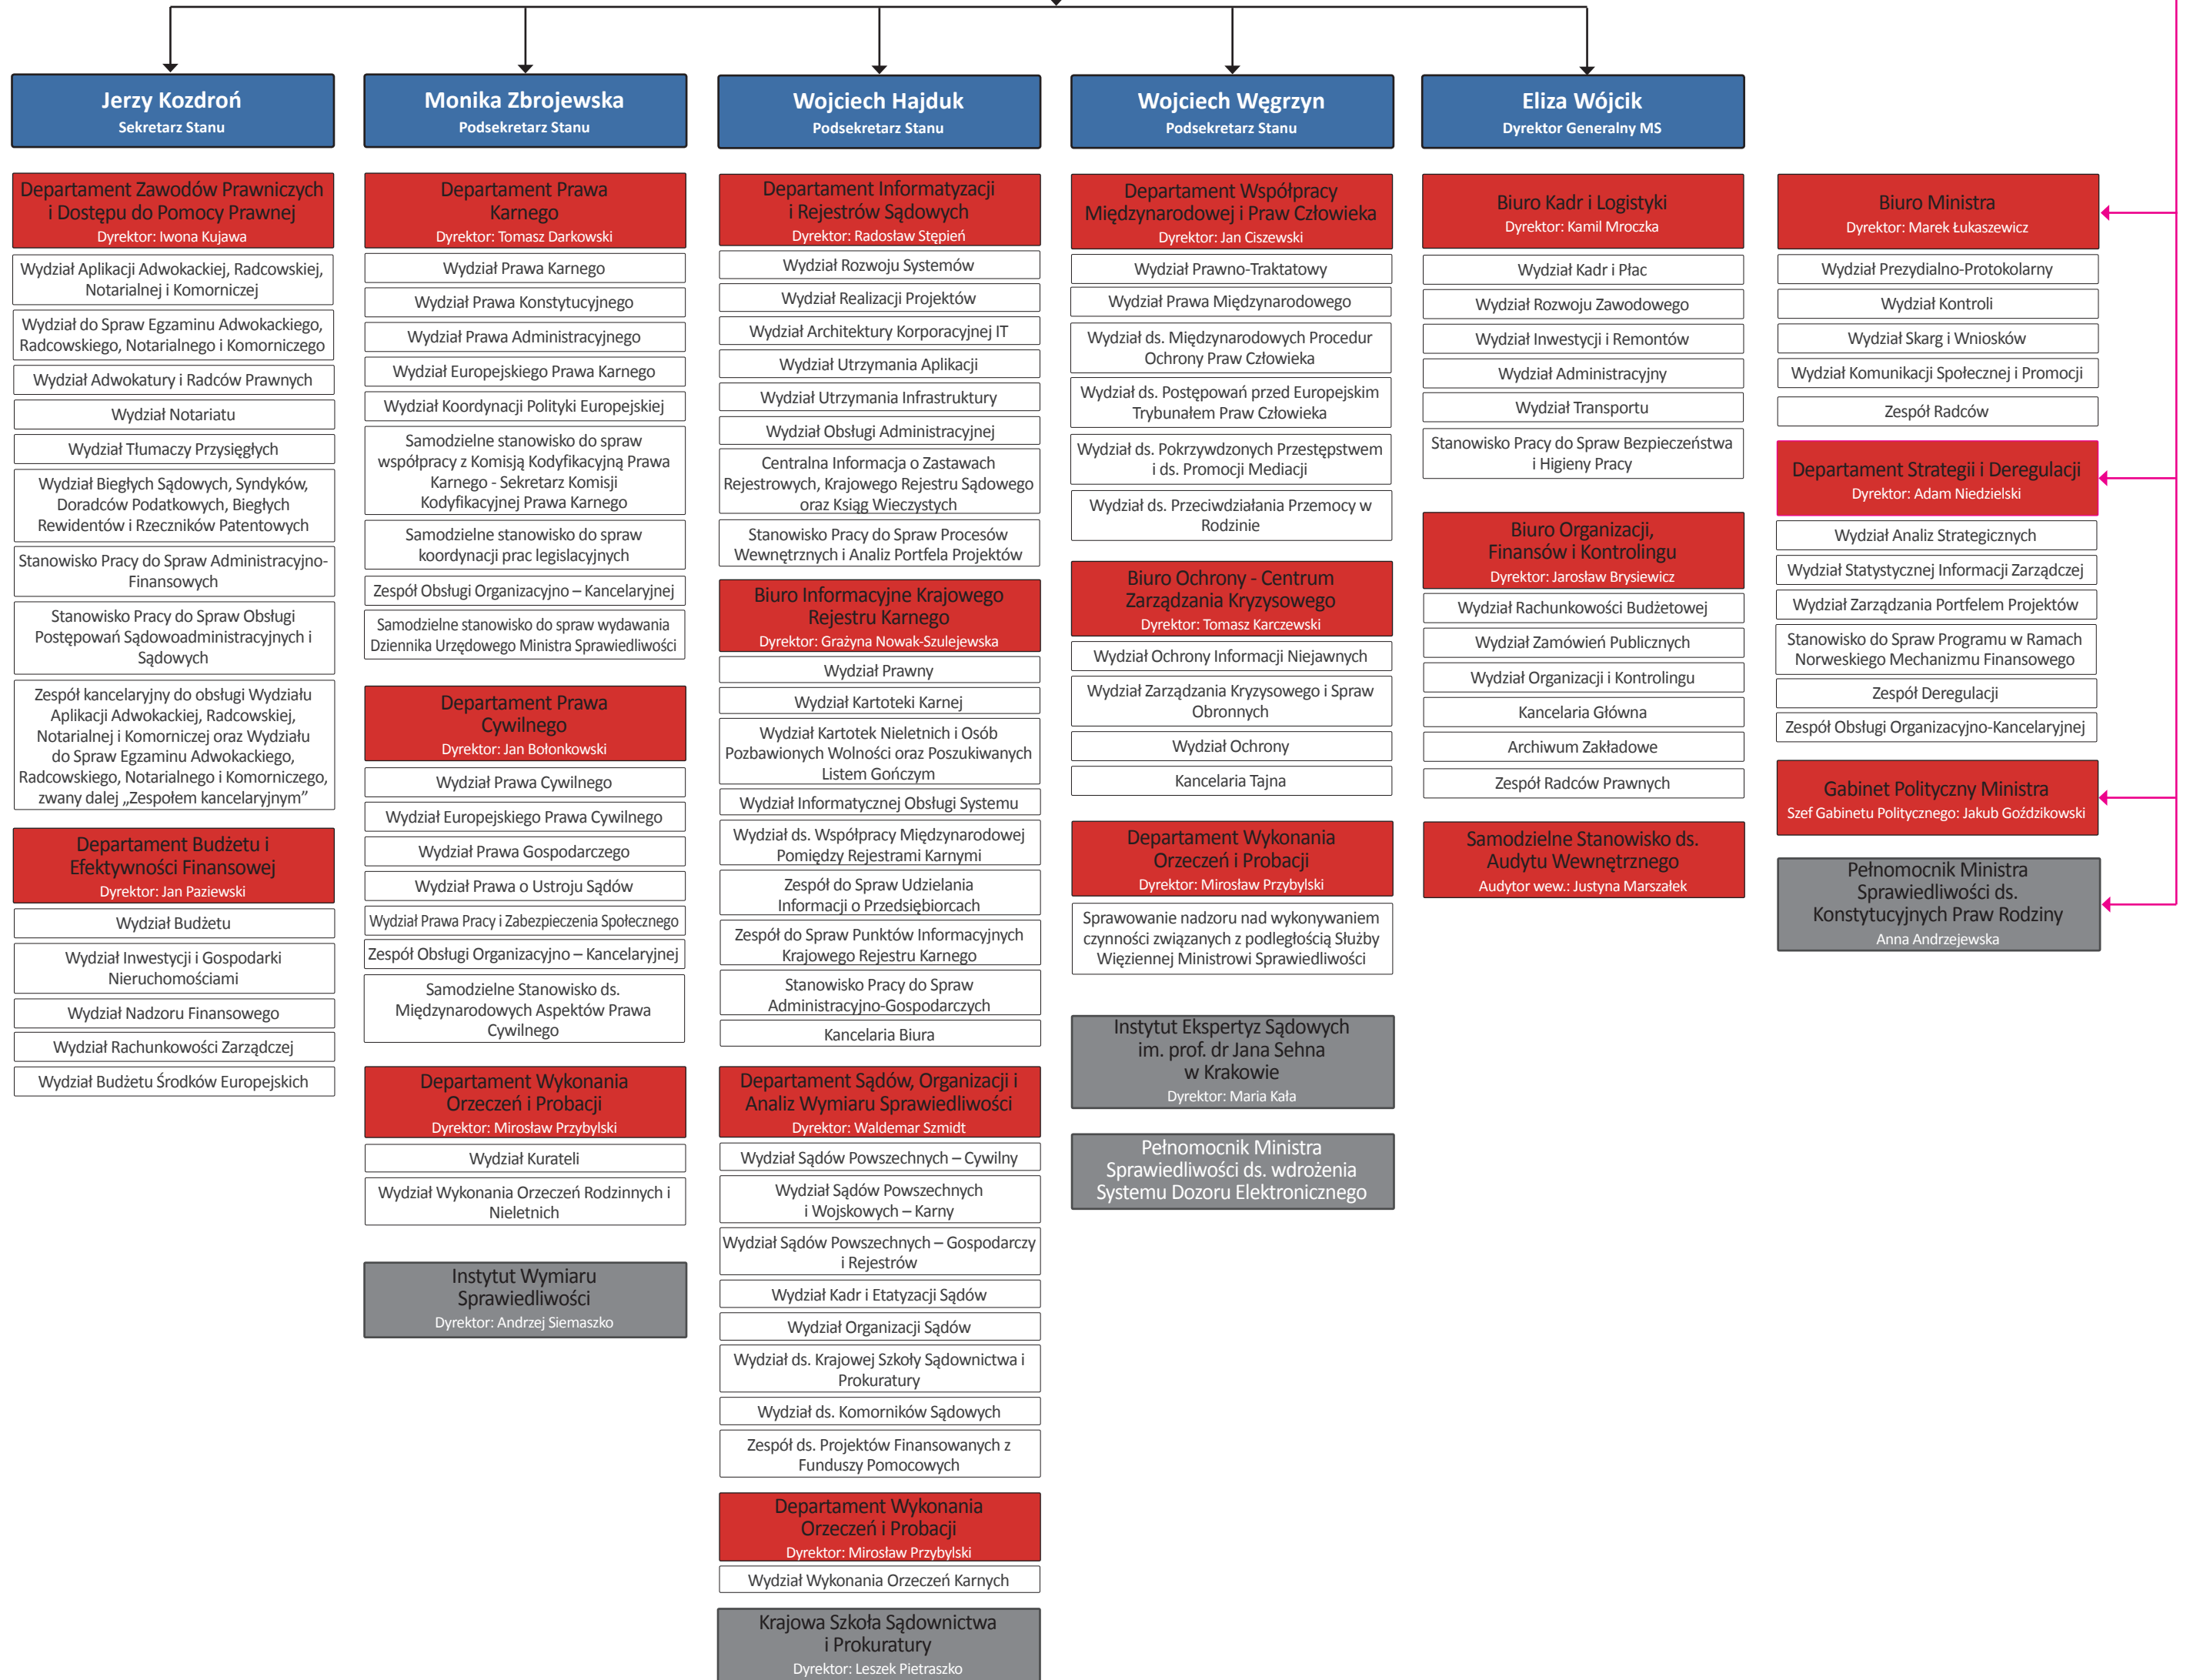 Jerzy Kozdroń
Sekretarz Stanu
Departament Zawodów Prawniczych
i Dostępu do Pomocy Prawnej
Dyrektor: Iwona Kujawa
Wydział Aplikacji Adwokackiej, Radcowskiej,
Notarialnej i Komorniczej
Wydział do Spraw Egzaminu Adwokackiego,
Radcowskiego, Notarialnego i Komorniczego
Wydział Adwokatury i Radców Prawnych
Wydział Notariatu
Wydział Tłumaczy Przysięgłych
Wydział Biegłych Sądowych, Syndyków,
Doradców Podatkowych, Biegłych
Rewidentów i Rzeczników Patentowych
Stanowisko Pracy do Spraw Administracyjno-
Finansowych
Stanowisko Pracy do Spraw Obsługi
Postępowań Sądowoadministracyjnych i
Sądowych
Zespół kancelaryjny do obsługi Wydziału
Aplikacji Adwokackiej, Radcowskiej,
Notarialnej i Komorniczej oraz Wydziału
do Spraw Egzaminu Adwokackiego,
Radcowskiego, Notarialnego i Komorniczego,
zwany dalej „Zespołem kancelaryjnym”
Departament Budżetu i
Efektywności Finansowej
Dyrektor: Jan Paziewski
Wydział Budżetu
Wydział Inwestycji i Gospodarki
Nieruchomościami
Wydział Nadzoru Finansowego
Wydział Rachunkowości Zarządczej
Wydział Budżetu Środków Europejskich
Monika Zbrojewska
Podsekretarz Stanu
Departament Prawa
Karnego
Dyrektor: Tomasz Darkowski
Wydział Prawa Karnego
Wydział Prawa Konstytucyjnego
Wydział Prawa Administracyjnego
Wydział Europejskiego Prawa Karnego
Wydział Koordynacji Polityki Europejskiej
Samodzielne stanowisko do spraw
współpracy z Komisją Kodyfikacyjną Prawa
Karnego - Sekretarz Komisji
Kodyfikacyjnej Prawa Karnego
Samodzielne stanowisko do spraw
koordynacji prac legislacyjnych
Zespół Obsługi Organizacyjno – Kancelaryjnej
Samodzielne stanowisko do spraw wydawania
Dziennika Urzędowego Ministra Sprawiedliwości
Departament Prawa
Cywilnego
Dyrektor: Jan Bołonkowski
Wydział Prawa Cywilnego
Wydział Europejskiego Prawa Cywilnego
Wydział Prawa Gospodarczego
Wydział Prawa o Ustroju Sądów
Wydział Prawa Pracy i Zabezpieczenia Społecznego
Zespół Obsługi Organizacyjno – Kancelaryjnej
Samodzielne Stanowisko ds.
Międzynarodowych Aspektów Prawa
Cywilnego
Departament Wykonania
Orzeczeń i Probacji
Dyrektor: Mirosław Przybylski
Wydział Kurateli
Wydział Wykonania Orzeczeń Rodzinnych i
Nieletnich
Instytut Wymiaru
Sprawiedliwości
Dyrektor: Andrzej Siemaszko
Wojciech Hajduk
Podsekretarz Stanu
Departament Informatyzacji
i Rejestrów Sądowych
Dyrektor: Radosław Stępień
Wydział Rozwoju Systemów
Wydział Realizacji Projektów
Wydział Architektury Korporacyjnej IT
Wydział Utrzymania Aplikacji
Wydział Utrzymania Infrastruktury
Wydział Obsługi Administracyjnej
Centralna Informacja o Zastawach
Rejestrowych, Krajowego Rejestru Sądowego
oraz Ksiąg Wieczystych
Stanowisko Pracy do Spraw Procesów
Wewnętrznych i Analiz Portfela Projektów
Biuro Informacyjne Krajowego
Rejestru Karnego
Dyrektor: Grażyna Nowak-Szulejewska
Wydział Prawny
Wydział Kartoteki Karnej
Wydział Kartotek Nieletnich i Osób
Pozbawionych Wolności oraz Poszukiwanych
Listem Gończym
Wydział Informatycznej Obsługi Systemu
Wydział ds. Współpracy Międzynarodowej
Pomiędzy Rejestrami Karnymi
Zespół do Spraw Udzielania
Informacji o Przedsiębiorcach
Zespół do Spraw Punktów Informacyjnych
Krajowego Rejestru Karnego
Stanowisko Pracy do Spraw
Administracyjno-Gospodarczych
Kancelaria Biura
Departament Sądów, Organizacji i
Analiz Wymiaru Sprawiedliwości
Dyrektor: Waldemar Szmidt
Wydział Sądów Powszechnych – Cywilny
Wydział Sądów Powszechnych
i Wojskowych – Karny
Wydział Sądów Powszechnych – Gospodarczy
i Rejestrów
Wydział Kadr i Etatyzacji Sądów
Wydział Organizacji Sądów
Wydział ds. Krajowej Szkoły Sądownictwa i
Prokuratury
Wydział ds. Komorników Sądowych
Zespół ds. Projektów Finansowanych z
Funduszy Pomocowych
Departament Wykonania
Orzeczeń i Probacji
Dyrektor: Mirosław Przybylski
Wydział Wykonania Orzeczeń Karnych
Krajowa Szkoła Sądownictwa
i Prokuratury
Dyrektor: Leszek Pietraszko
Wojciech Węgrzyn
Podsekretarz Stanu
Departament Współpracy
Międzynarodowej i Praw Człowieka
Dyrektor: Jan Ciszewski
Wydział Prawno-Traktatowy
Wydział Prawa Międzynarodowego
Wydział ds. Międzynarodowych Procedur
Ochrony Praw Człowieka
Wydział ds. Postępowań przed Europejskim
Trybunałem Praw Człowieka
Wydział ds. Pokrzywdzonych Przestępstwem
i ds. Promocji Mediacji
Wydział ds. Przeciwdziałania Przemocy w
Rodzinie
Biuro Ochrony - Centrum
Zarządzania Kryzysowego
Dyrektor: Tomasz Karczewski
Wydział Ochrony Informacji Niejawnych
Wydział Zarządzania Kryzysowego i Spraw
Obronnych
Wydział Ochrony
Kancelaria Tajna
Departament Wykonania
Orzeczeń i Probacji
Dyrektor: Mirosław Przybylski
Sprawowanie nadzoru nad wykonywaniem
czynności związanych z podległością Służby
Więziennej Ministrowi Sprawiedliwości
Instytut Ekspertyz Sądowych
im. prof. dr Jana Sehna
w Krakowie
Dyrektor: Maria Kała
Pełnomocnik Ministra
Sprawiedliwości ds. wdrożenia
Systemu Dozoru Elektronicznego
Eliza Wójcik
Dyrektor Generalny MS
Biuro Kadr i Logistyki
Dyrektor: Kamil Mroczka
Wydział Kadr i Płac
Wydział Rozwoju Zawodowego
Wydział Inwestycji i Remontów
Wydział Administracyjny
Wydział Transportu
Stanowisko Pracy do Spraw Bezpieczeństwa
i Higieny Pracy
Biuro Organizacji,
Finansów i Kontrolingu
Dyrektor: Jarosław Brysiewicz
Wydział Rachunkowości Budżetowej
Wydział Zamówień Publicznych
Wydział Organizacji i Kontrolingu
Kancelaria Główna
Archiwum Zakładowe
Zespół Radców Prawnych
Samodzielne Stanowisko ds.
Audytu Wewnętrznego
Audytor wew.: Justyna Marszałek
Biuro Ministra
Dyrektor: Marek Łukaszewicz
Wydział Prezydialno-Protokolarny
Wydział Kontroli
Wydział Skarg i Wniosków
Wydział Komunikacji Społecznej i Promocji
Zespół Radców
Departament Strategii i Deregulacji
Dyrektor: Adam Niedzielski
Wydział Analiz Strategicznych
Wydział Statystycznej Informacji Zarządczej
Wydział Zarządzania Portfelem Projektów
Stanowisko do Spraw Programu w Ramach
Norweskiego Mechanizmu Finansowego
Zespół Deregulacji
Zespół Obsługi Organizacyjno-Kancelaryjnej
Gabinet Polityczny Ministra
Szef Gabinetu Politycznego: Jakub Goździkowski
Pełnomocnik Ministra
Sprawiedliwości ds.
Konstytucyjnych Praw Rodziny
Anna Andrzejewska